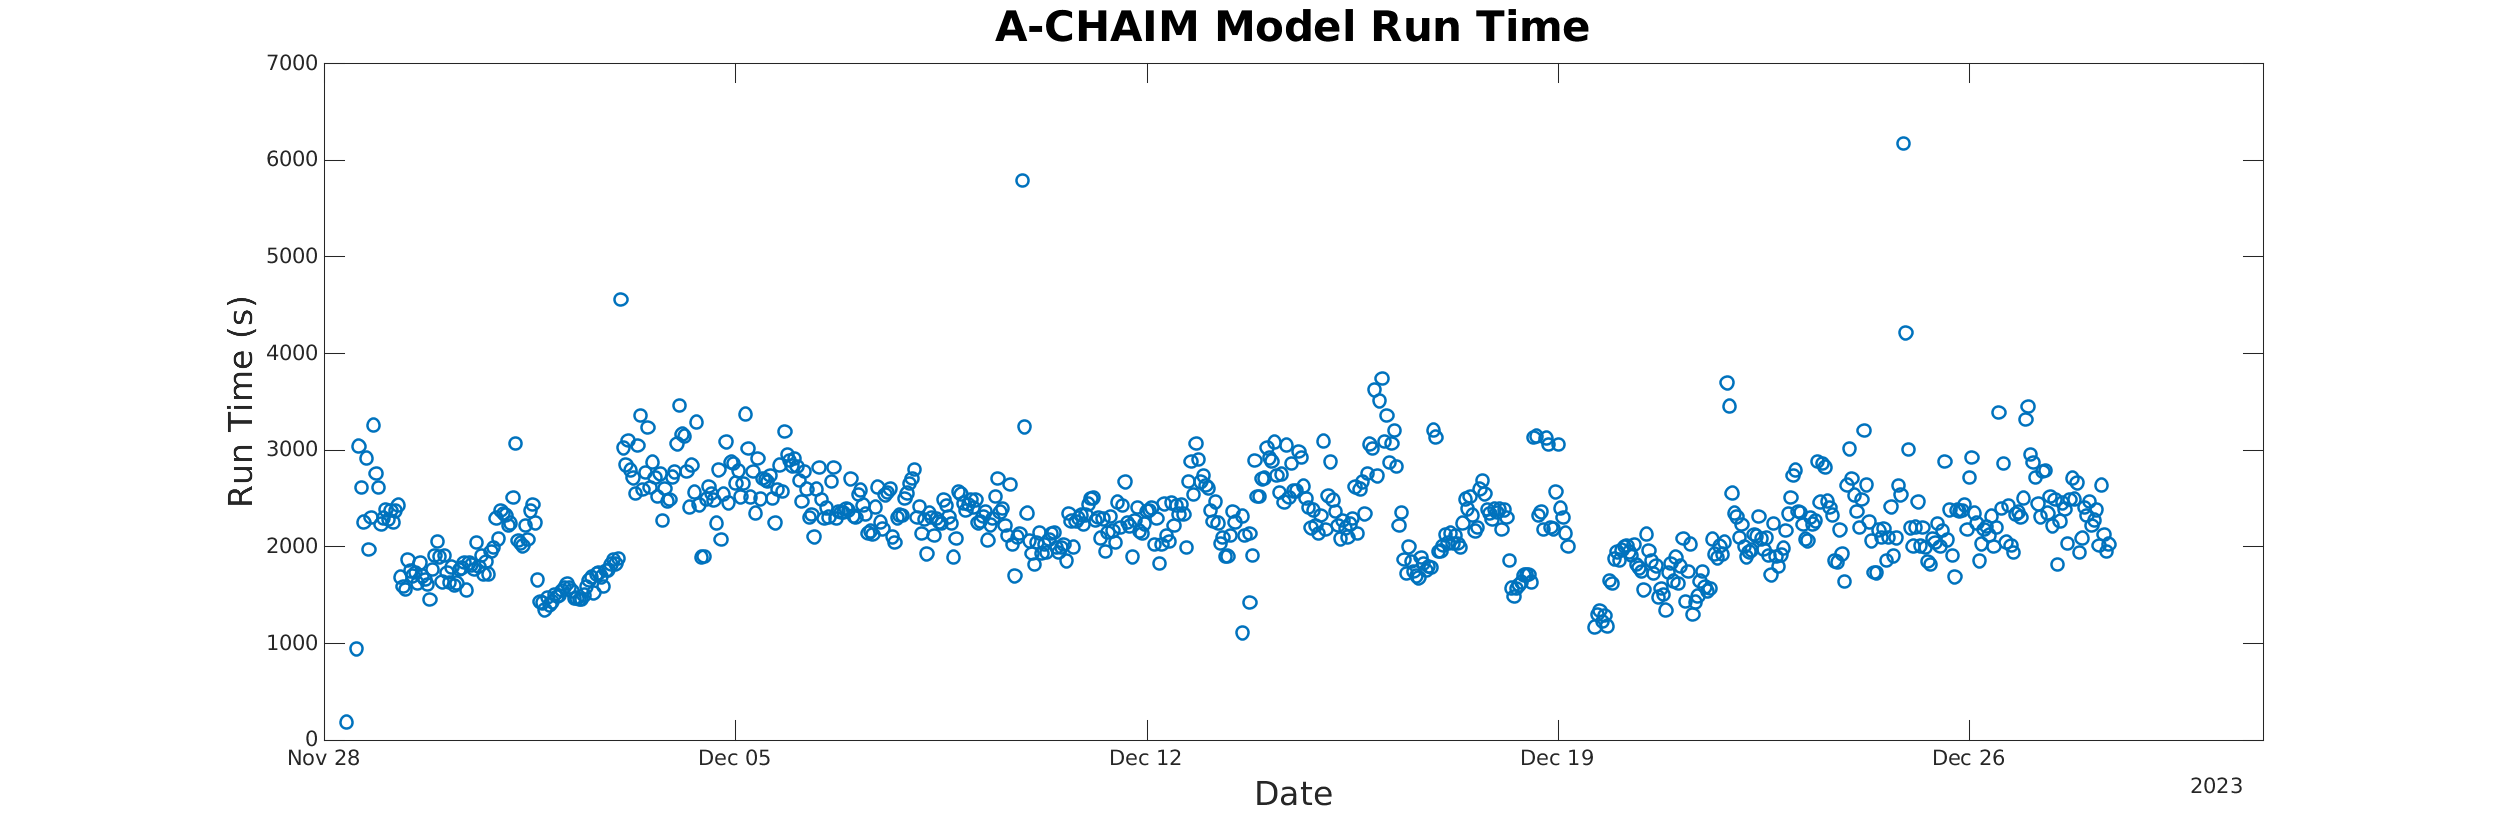 A-CHAIM Model Run Time
7000
6000
5000
4000
3000
2000
1000
0
Run Time (s)
Nov 28
Dec 05
Dec 12
Dec 19
Dec 26
2023
Date